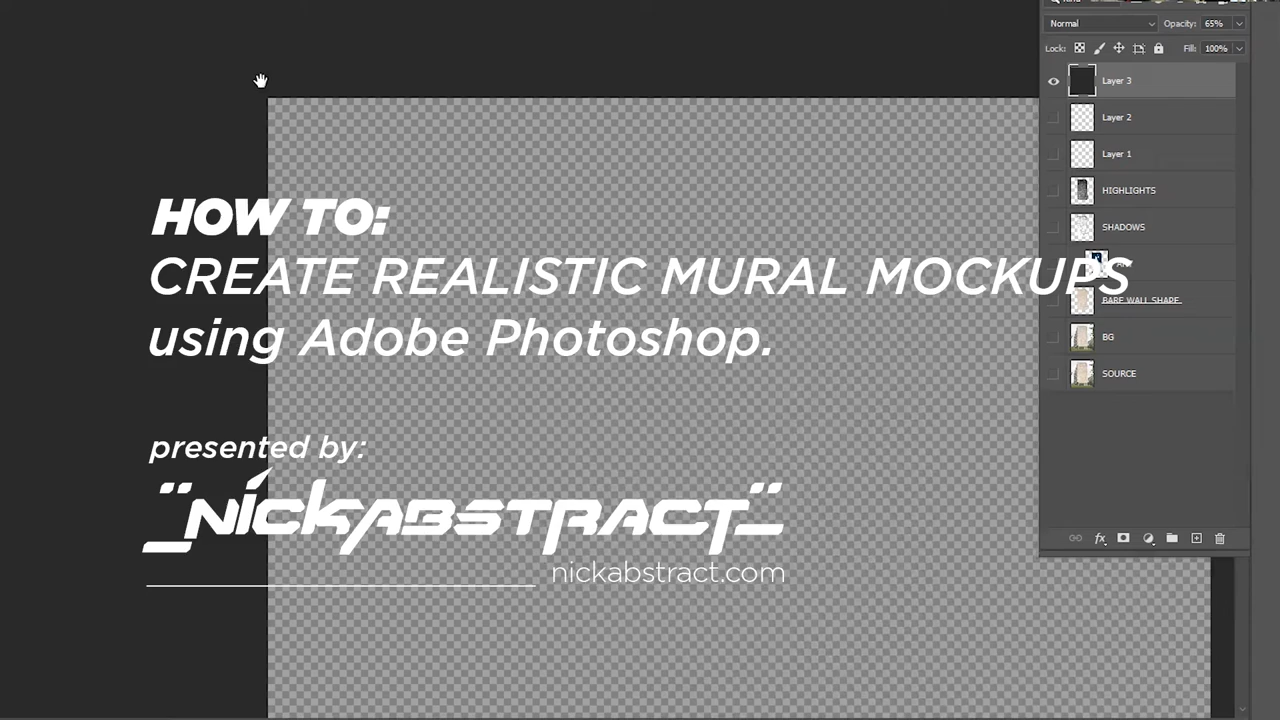 Normal
Opacity: 65%
Lock:
Fill: 100%
Layer 3
Layer 2
Layer 1
HIGHLIGHTS
SHADOWS
BARE WALL SHAPE
BG
SOURCE
fx
HOW TO:
CREATE REALISTIC MURAL MOCKUPS
using Adobe Photoshop.
presented by:
NICKABSTRACT
nickabstract.com